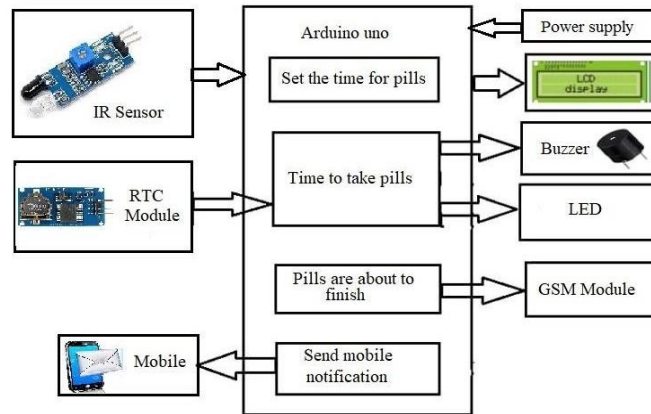 Arduino uno
Power supply
Set the time for pills
IR Sensor
LCD
display
Buzzer
RTC
Module
Time to take pills
LED
Pills are about to
finish
GSM Module
Mobile
Send mobile
notification